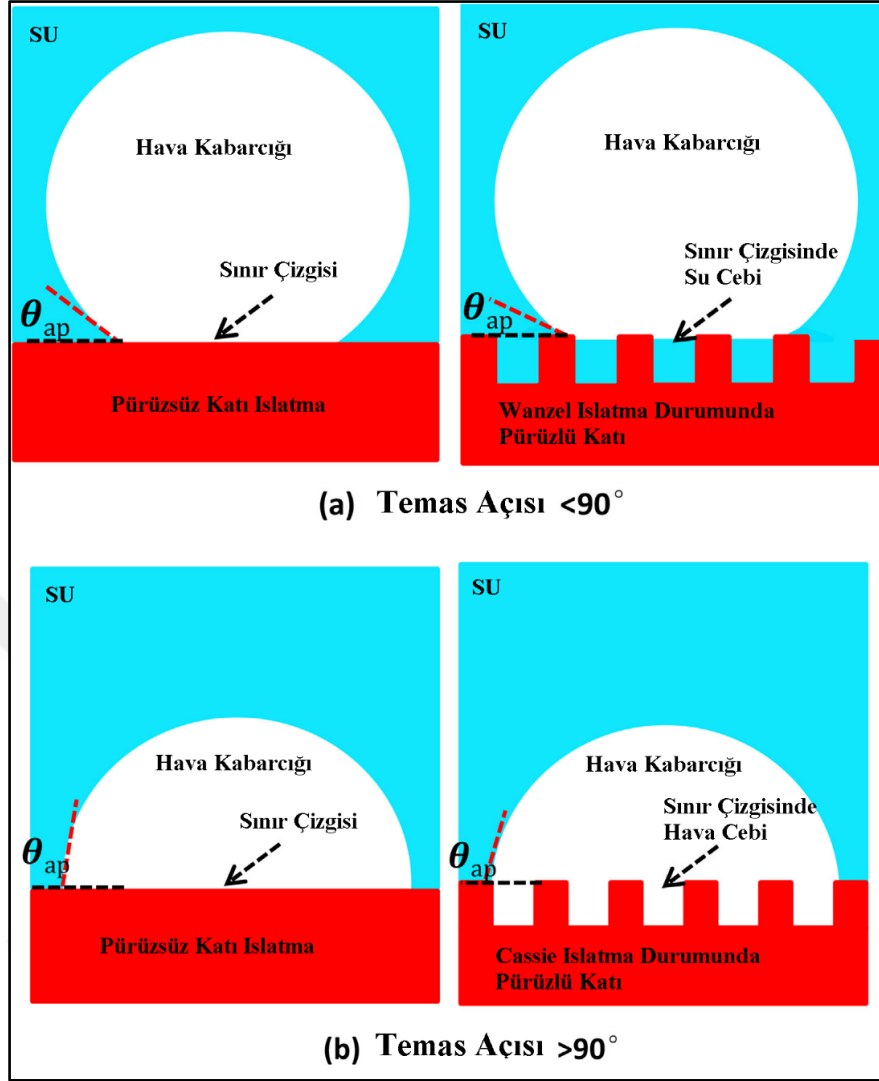 SU
Hava Kabarcığı
Sınır Çizgisi
θap
Pürüzsüz Katı Islatma
SU
Hava Kabarcığı
Sınır Çizgisinde
Su Cebi
θap
Wanzel Islatma Durumunda
Pürüzlü Katı
(a) Temas Açısı <90°
SU
Hava Kabarcığı
Sınır Çizgisi
θap
Pürüzsüz Katı Islatma
SU
Hava Kabarcığı
Sınır Çizgisinde
Hava Cebi
θap
Cassie Islatma Durumunda
Pürüzlü Katı
(b) Temas Açısı >90°